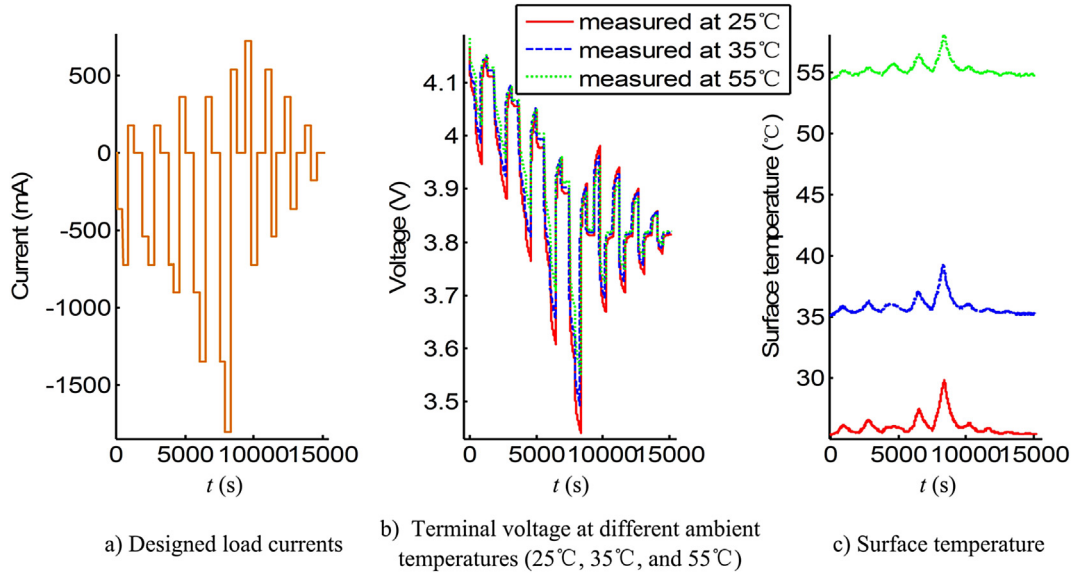 measured at 25℃
measured at 35℃
measured at 55℃
500
0
-500
-1000
-1500
Current (mA)
0 5000 10000 15000
t (s)
4.1
4
3.9
3.8
3.7
3.6
3.5
Voltage (V)
0 5000 10000 15000
t (s)
55
50
45
40
35
30
Surface temperature (℃)
0 5000 10000 15000
t (s)
a) Designed load currents
b) Terminal voltage at different ambient
temperatures (25℃, 35℃, and 55℃)
c) Surface temperature